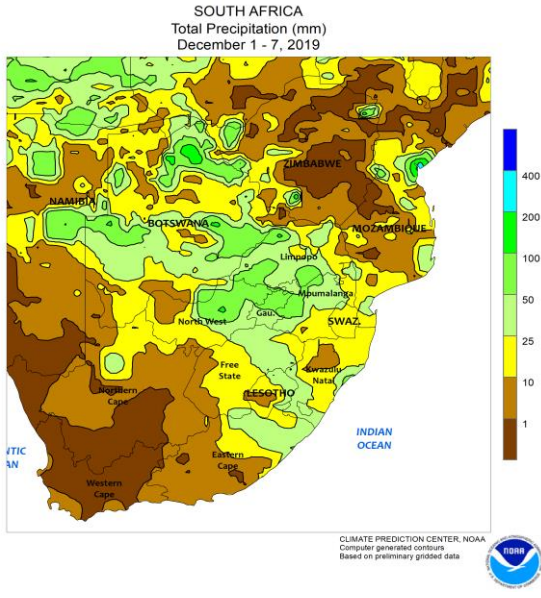 SOUTH AFRICA
Total Precipitation (mm)
December 1 - 7, 2019
ZIMBABWE
NAMIBIA
BOTSWANA
MOZAMBIQUE
Limpopo
Mpumalanga
North West
Gau.
SWAZ.
Free
State
Kwazulu
Natal
Northern
Cape
LESOTHO
Eastern
Cape
Western
Cape
NTIC
AN
INDIAN
OCEAN
400
200
100
50
25
10
1
CLIMATE PREDICTION CENTER, NOAA
Computer generated contours
Based on preliminary gridded data
NOAA